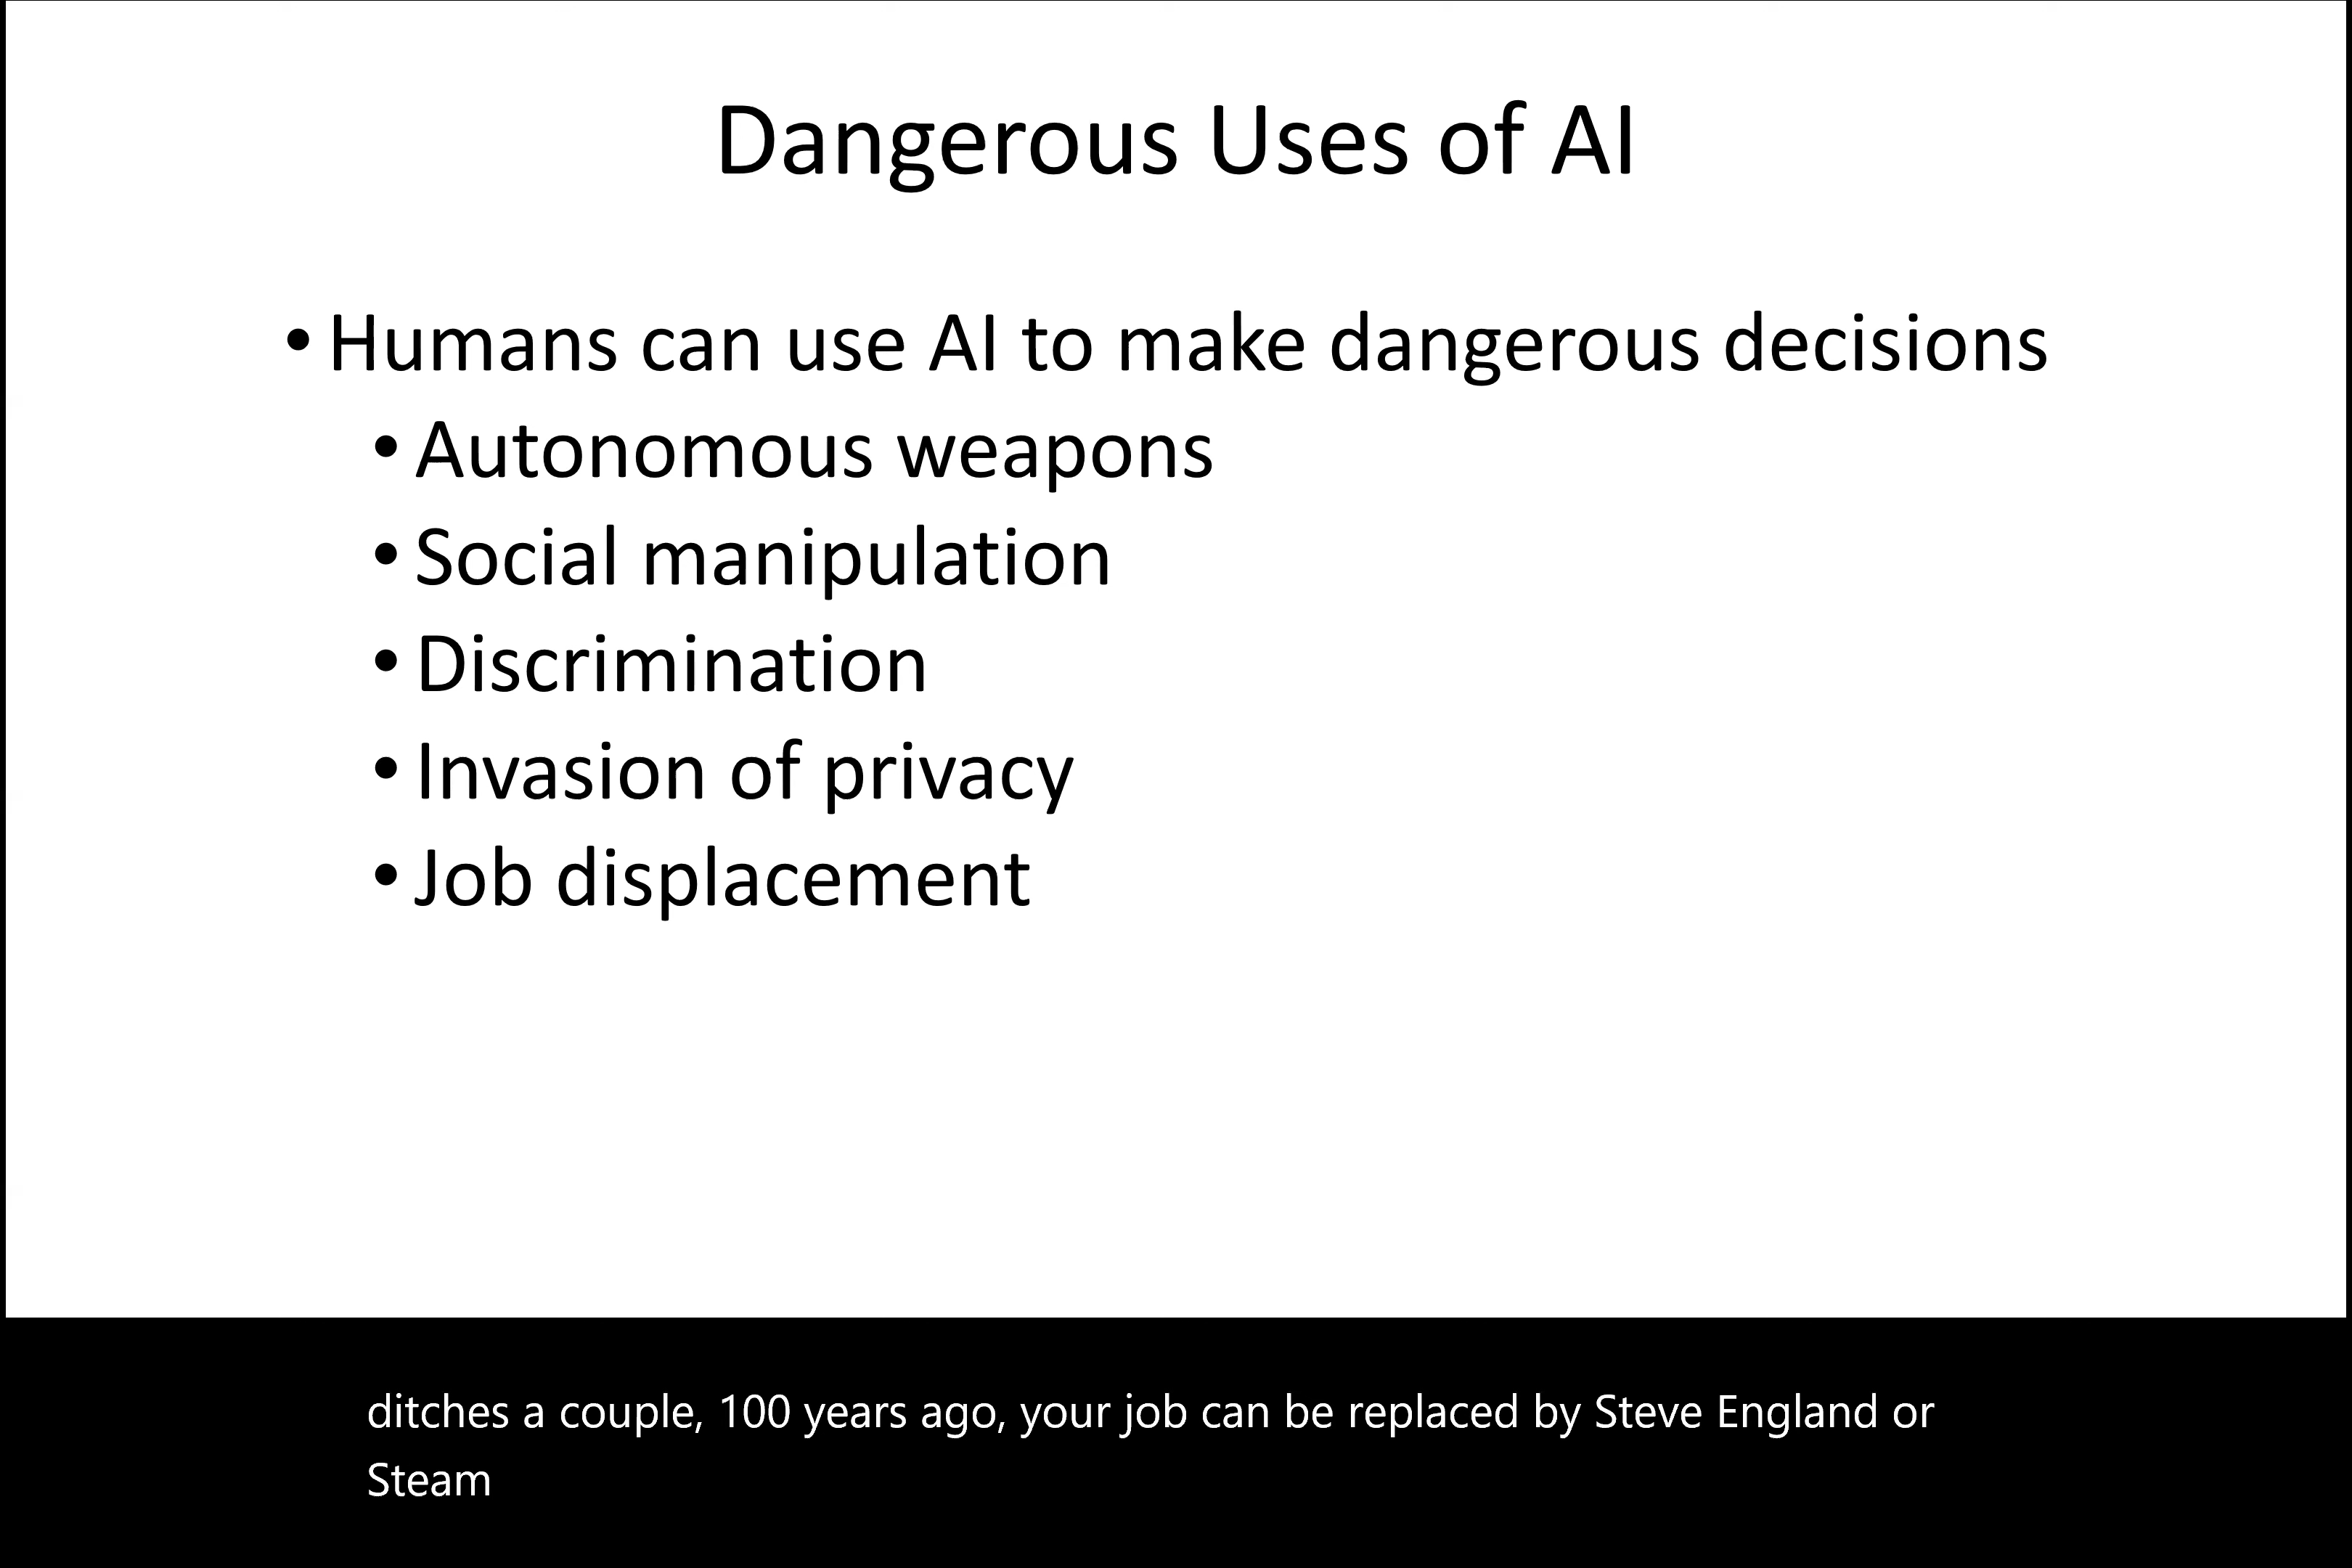 Dangerous Uses of AI
• Humans can use AI to make dangerous decisions
• Autonomous weapons
• Social manipulation
• Discrimination
• Invasion of privacy
• Job displacement
ditches a couple, 100 years ago, your job can be replaced by Steve England or
Steam